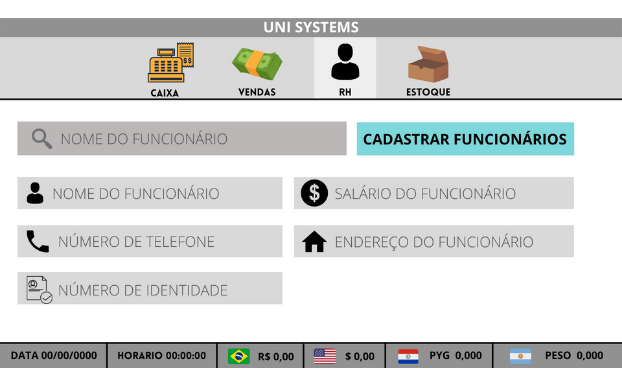 UNI SYSTEMS
$$
CAIXA
VENDAS
RH
ESTOQUE
NOME DO FUNCIONÁRIO
CADASTRAR FUNCIONÁRIOS
NOME DO FUNCIONÁRIO
$ SALÁRIO DO FUNCIONÁRIO
NÚMERO DE TELEFONE
ENDEREÇO DO FUNCIONÁRIO
NÚMERO DE IDENTIDADE
DATA 00/00/0000
HORARIO 00:00:00
R$ 0,00
$ 0,00
PYG 0,000
PESO 0,000